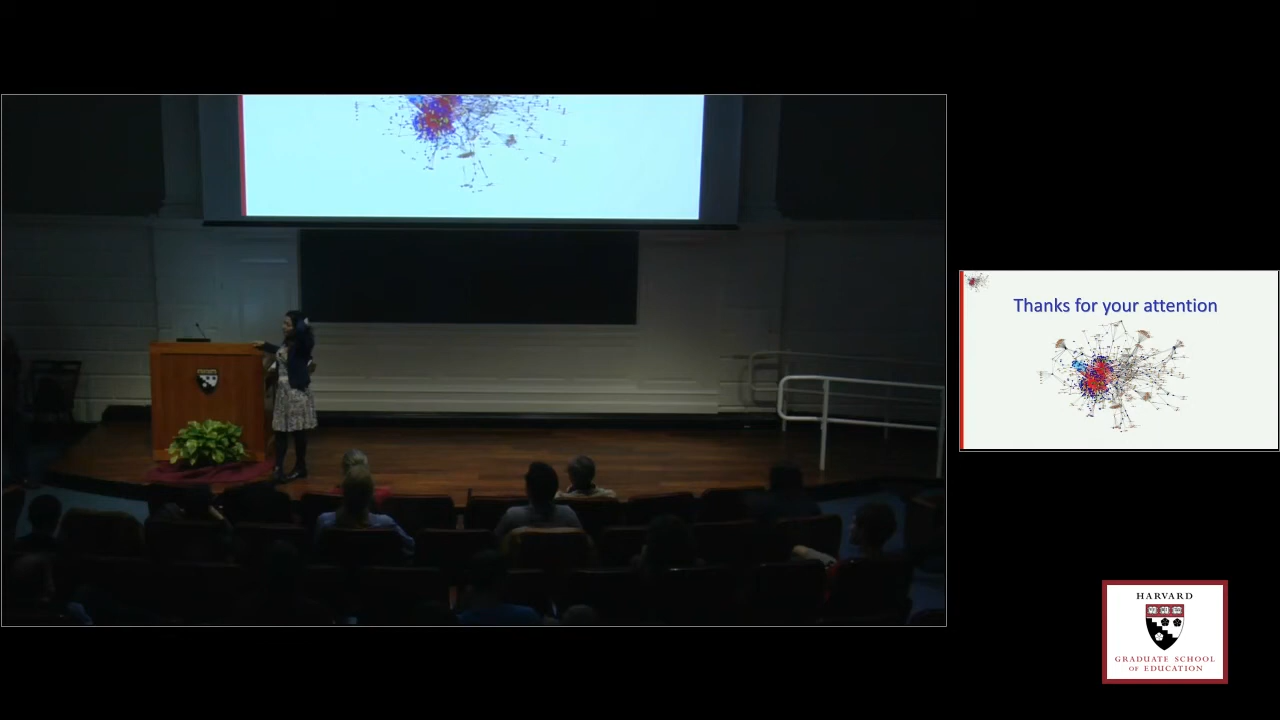 Thanks for your attention
HARVARD
GRADUATE SCHOOL
OF EDUCATION